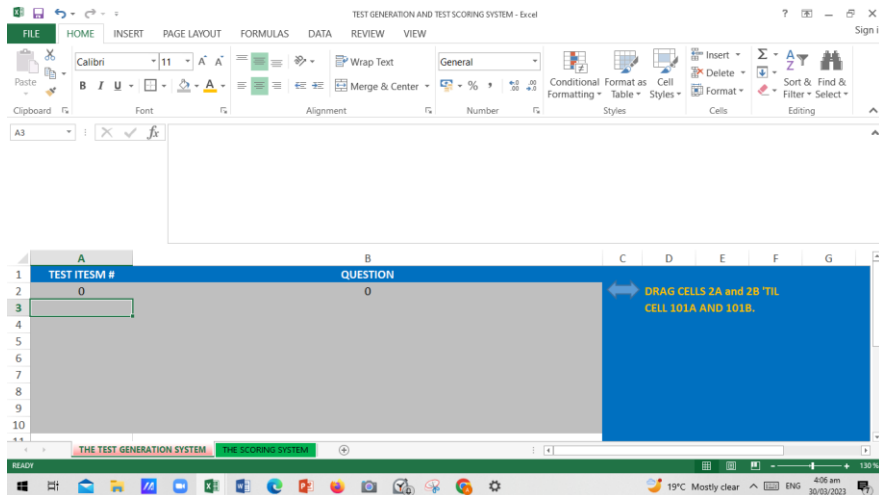 TEST GENERATION AND TEST SCORING SYSTEM - Excel
FILE HOME INSERT PAGE LAYOUT FORMULAS DATA REVIEW VIEW Sign i
Calibri 11 Wrap Text General Insert
Paste B I U Merge & Center % Conditional Formatting Format as Table Cell Styles Delete Format Sort & Filter Find & Select
Clipboard Font Alignment Number Styles Cells Editing
A3 fx
A B C D E F G
1 TEST ITESM # QUESTION
2 0 0 DRAG CELLS 2A and 2B 'TIL
3 CELL 101A AND 101B.
4
5
6
7
8
9
10
11
THE TEST GENERATION SYSTEM THE SCORING SYSTEM
READY 130%
19°C Mostly clear ENG 4:06 am
30/03/2023